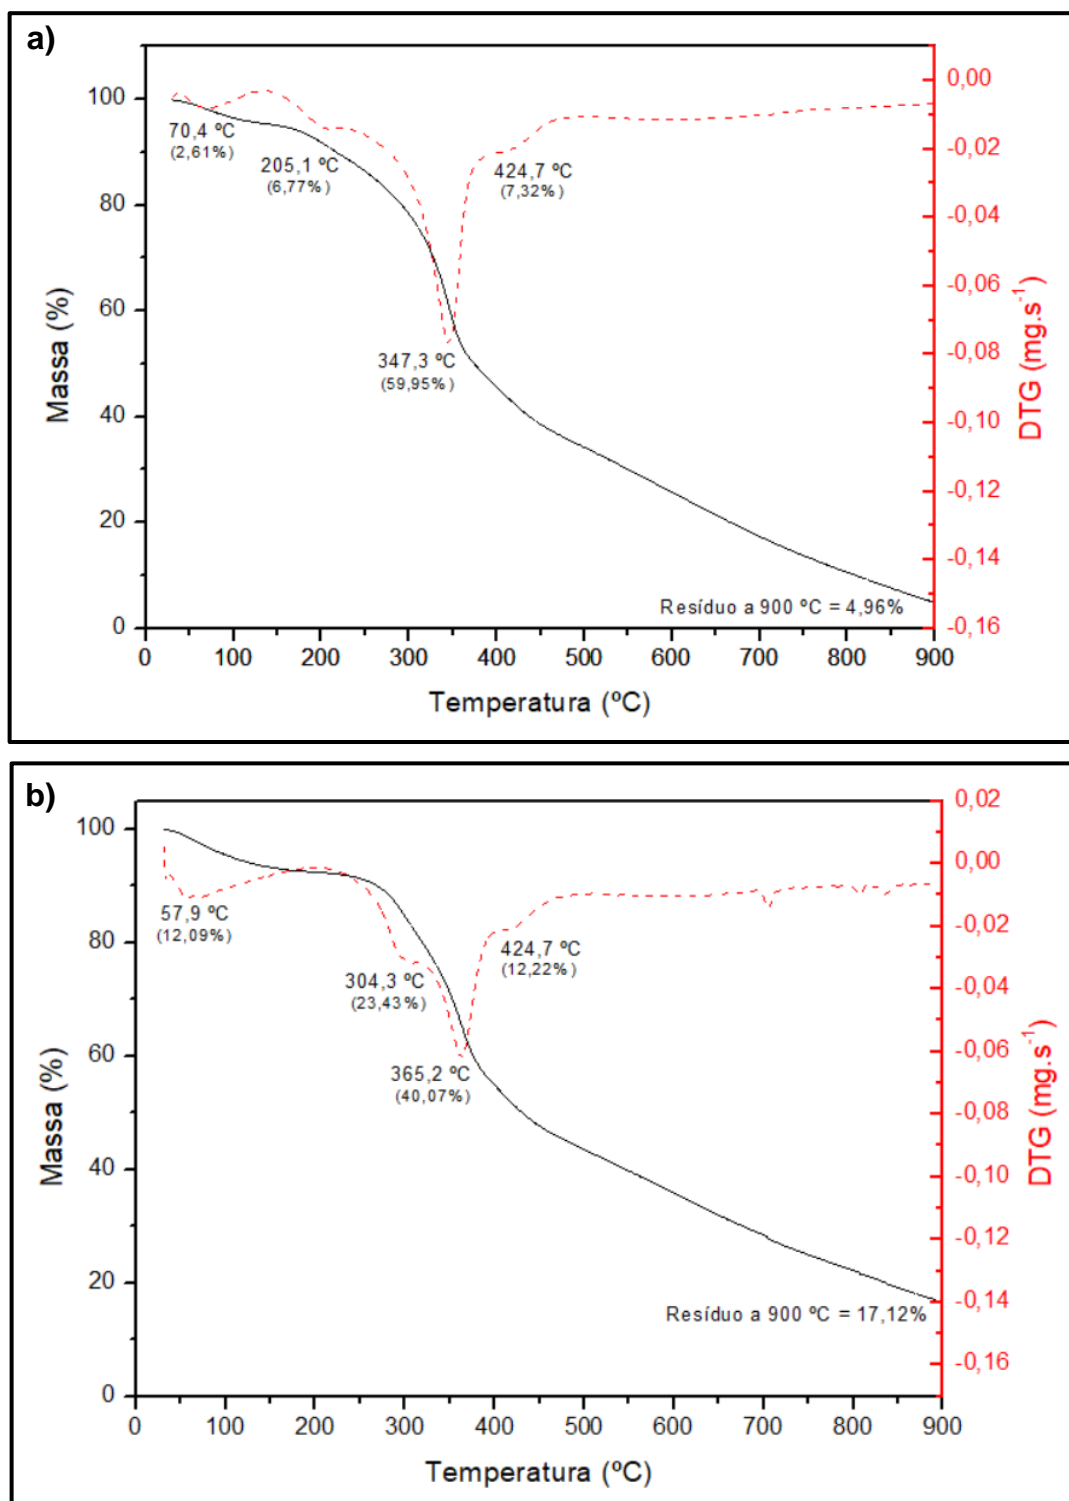 a)
100
80
60
40
20
0
Massa (%)
70,4 ºC
(2,61%)
205,1 ºC
(6,77%)
424,7 ºC
(7,32%)
347,3 ºC
(59,95%)
Resíduo a 900 ºC = 4,96%
0,00
-0,02
-0,04
-0,06
-0,08
-0,10
-0,12
-0,14
-0,16
DTG (mg.s⁻¹)
0 100 200 300 400 500 600 700 800 900
Temperatura (ºC)
b)
100
80
60
40
20
0
Massa (%)
57,9 ºC
(12,09%)
304,3 ºC
(23,43%)
424,7 ºC
(12,22%)
365,2 ºC
(40,07%)
Resíduo a 900 ºC = 17,12%
0,02
0,00
-0,02
-0,04
-0,06
-0,08
-0,10
-0,12
-0,14
-0,16
DTG (mg.s⁻¹)
0 100 200 300 400 500 600 700 800 900
Temperatura (ºC)